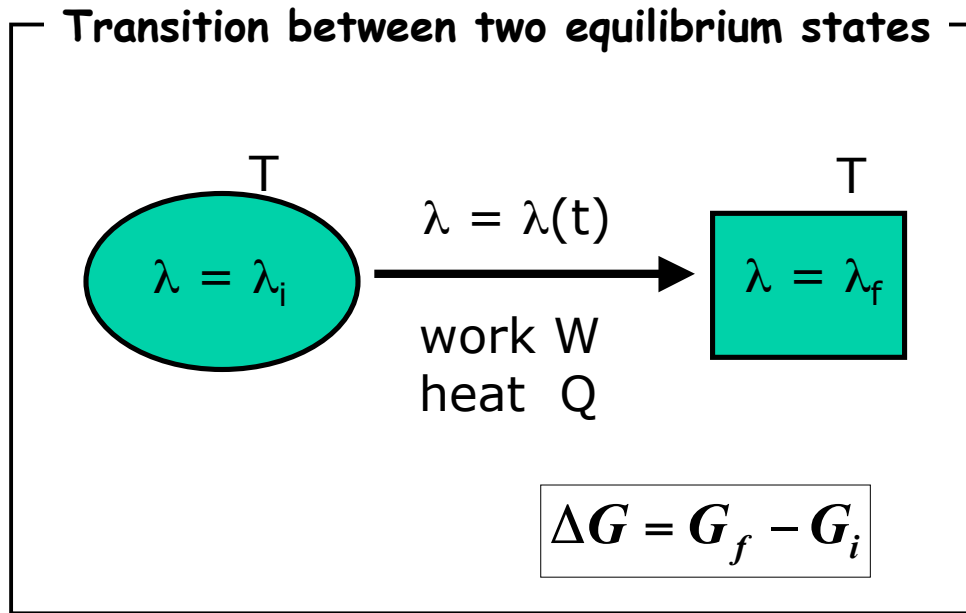 Transition between two equilibrium states
T
T
λ = λ(t)
λ = λi
λ = λf
work W
heat Q
ΔG = Gf − Gi